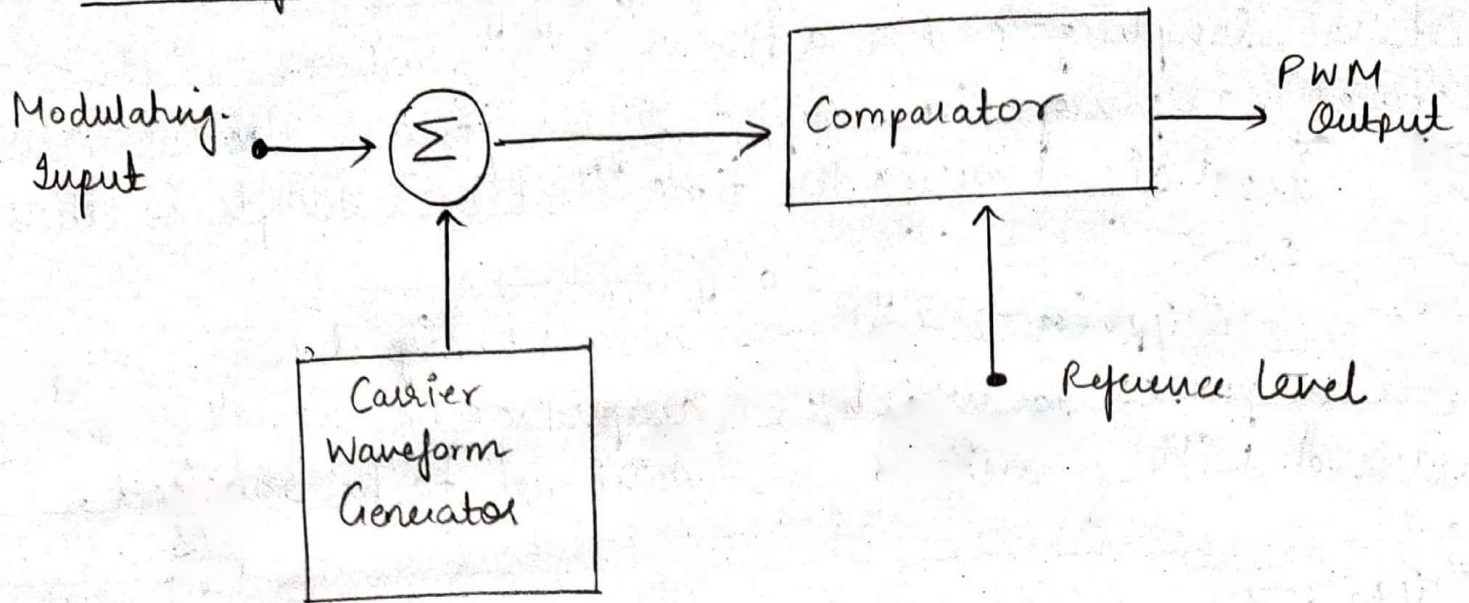 Modulating
Input
Σ
Comparator
PWM
Output
Carrier
Waveform
Generator
Reference level